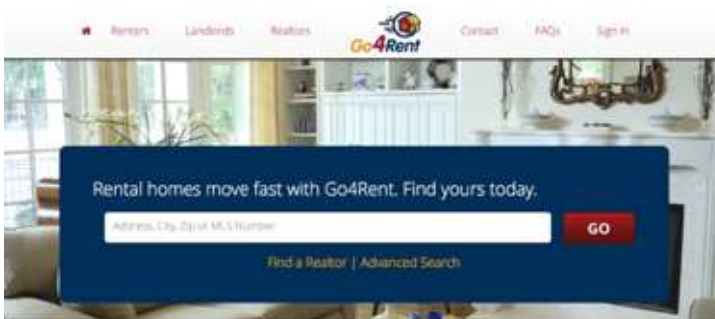 Renters Landlords Realtors Go4Rent Contact FAQs Sign In
Rental homes move fast with Go4Rent. Find yours today.
Address, City, Zip or MLS Number
GO
Find a Realtor | Advanced Search